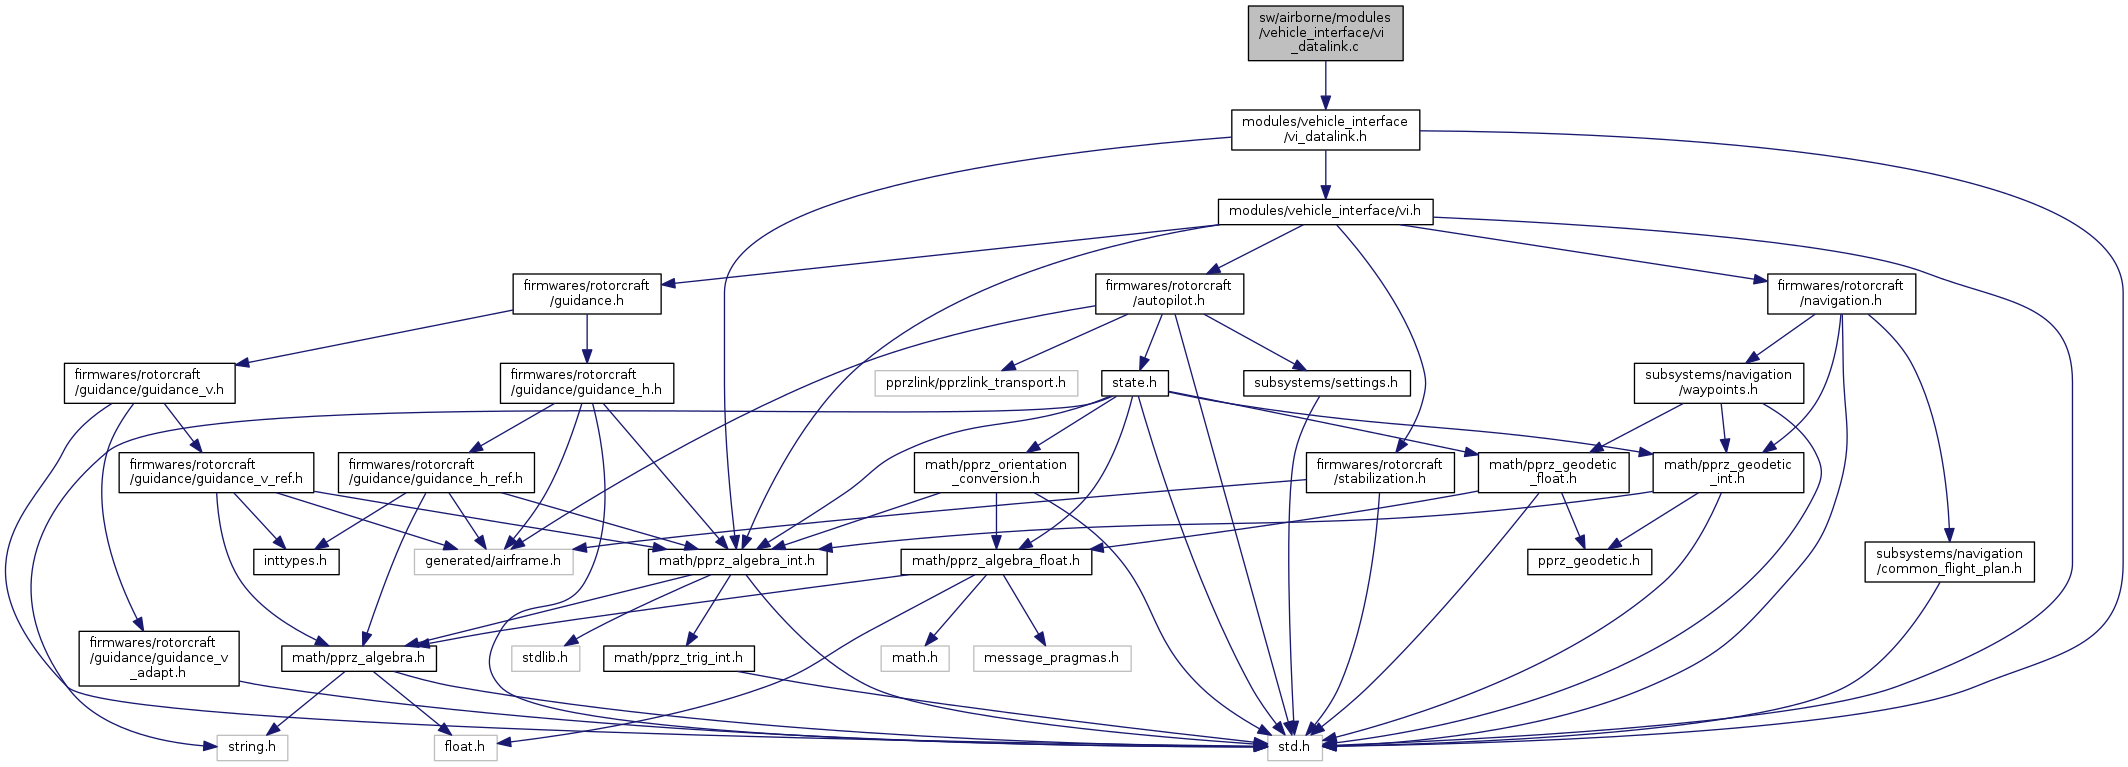 sw/airborne/modules
/vehicle_interface/vi
_datalink.c
modules/vehicle_interface
/vi_datalink.h
modules/vehicle_interface/vi.h
firmwares/rotorcraft
/guidance.h
firmwares/rotorcraft
/autopilot.h
firmwares/rotorcraft
/navigation.h
firmwares/rotorcraft
/guidance/guidance_v.h
firmwares/rotorcraft
/guidance/guidance_h.h
pprzlink/pprzlink_transport.h
state.h
subsystems/settings.h
subsystems/navigation
/waypoints.h
firmwares/rotorcraft
/guidance/guidance_v_ref.h
firmwares/rotorcraft
/guidance/guidance_h_ref.h
math/pprz_orientation
_conversion.h
firmwares/rotorcraft
/stabilization.h
math/pprz_geodetic
_float.h
math/pprz_geodetic
_int.h
inttypes.h
generated/airframe.h
math/pprz_algebra_int.h
math/pprz_algebra_float.h
pprz_geodetic.h
subsystems/navigation
/common_flight_plan.h
firmwares/rotorcraft
/guidance/guidance_v
_adapt.h
math/pprz_algebra.h
stdlib.h
math/pprz_trig_int.h
math.h
message_pragmas.h
string.h
float.h
std.h